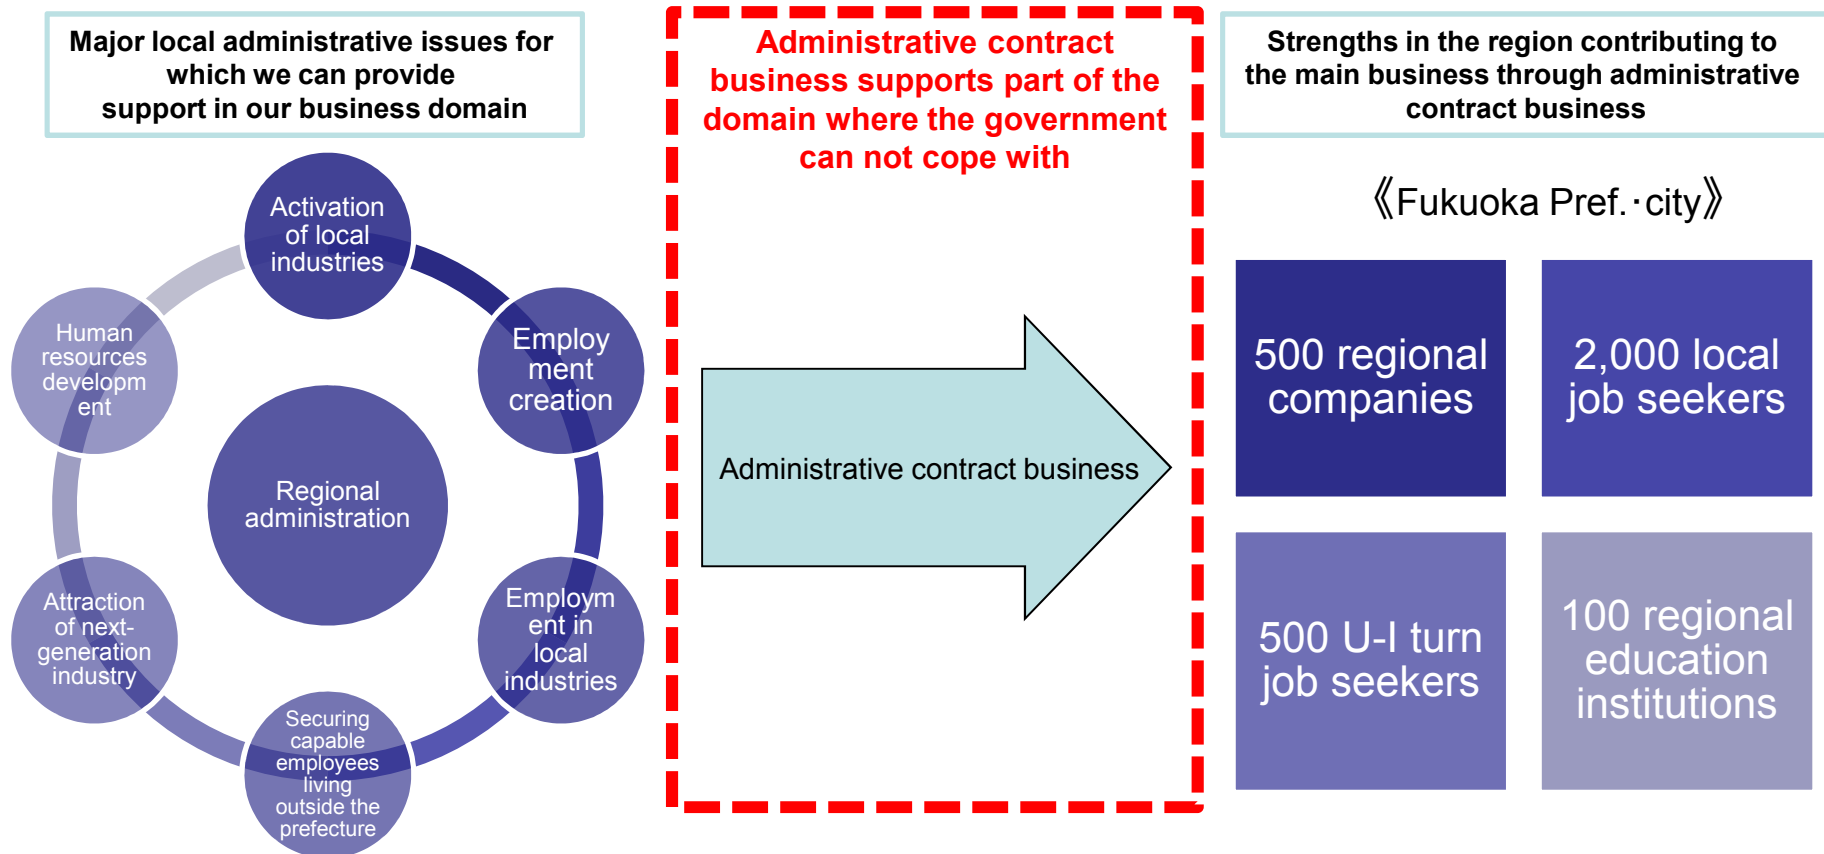 Major local administrative issues for
which we can provide
support in our business domain
Activation
of local
industries
Employ
ment
creation
Employm
ent in
local
industries
Securing
capable
employees
living
outside the
prefecture
Attraction
of next-
generation
industry
Human
resources
developm
ent
Regional
administration
Administrative contract
business supports part of the
domain where the government
can not cope with
Administrative contract business
Strengths in the region contributing to
the main business through administrative
contract business
《Fukuoka Pref.・city》
500 regional
companies
2,000 local
job seekers
500 U-I turn
job seekers
100 regional
education
institutions